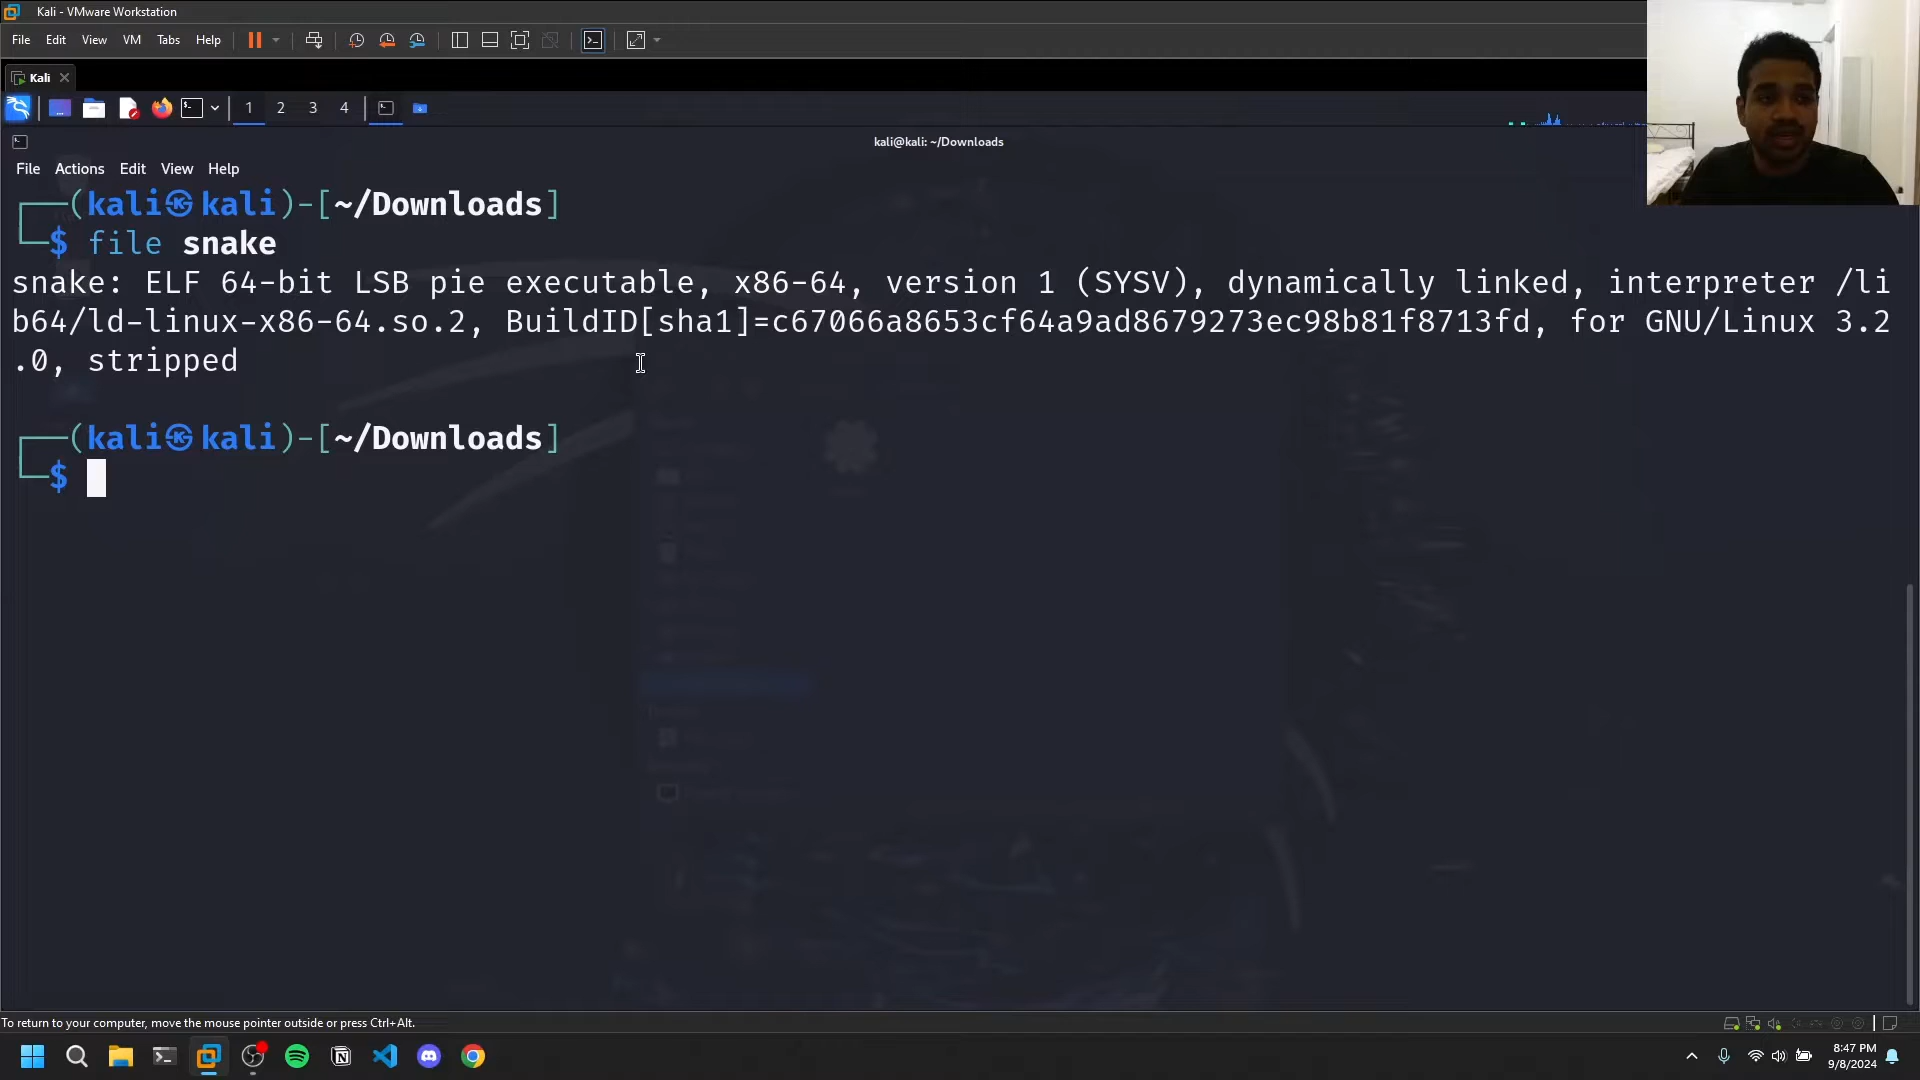 Kali - VMware Workstation
File Edit View VM Tabs Help
Kali
1 2 3 4
kali@kali: ~/Downloads
File Actions Edit View Help
(kali㉿kali)-[~/Downloads]
$ file snake
snake: ELF 64-bit LSB pie executable, x86-64, version 1 (SYSV), dynamically linked, interpreter /li
b64/ld-linux-x86-64.so.2, BuildID[sha1]=c67066a8653cf64a9ad8679273ec98b81f8713fd, for GNU/Linux 3.2
.0, stripped
(kali㉿kali)-[~/Downloads]
$
To return to your computer, move the mouse pointer outside or press Ctrl+Alt.
8:47 PM
9/8/2024